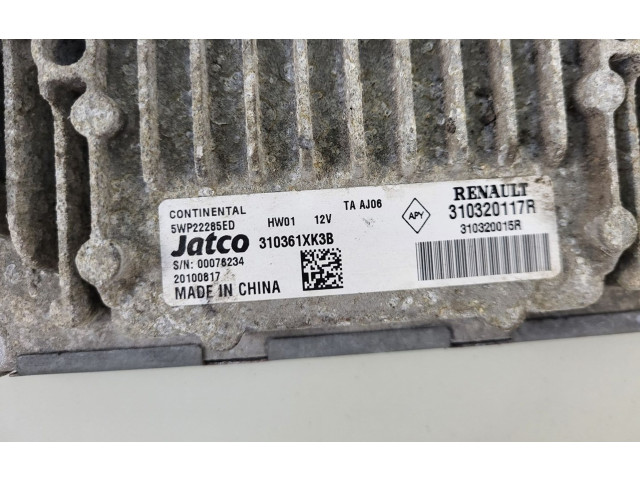 CONTINENTAL
5WP22285ED HW01 12V TA AJ06
Jatco 310361XK3B
S/N: 00078234
20100817
MADE IN CHINA
APY
RENAULT
310320117R
310320015R